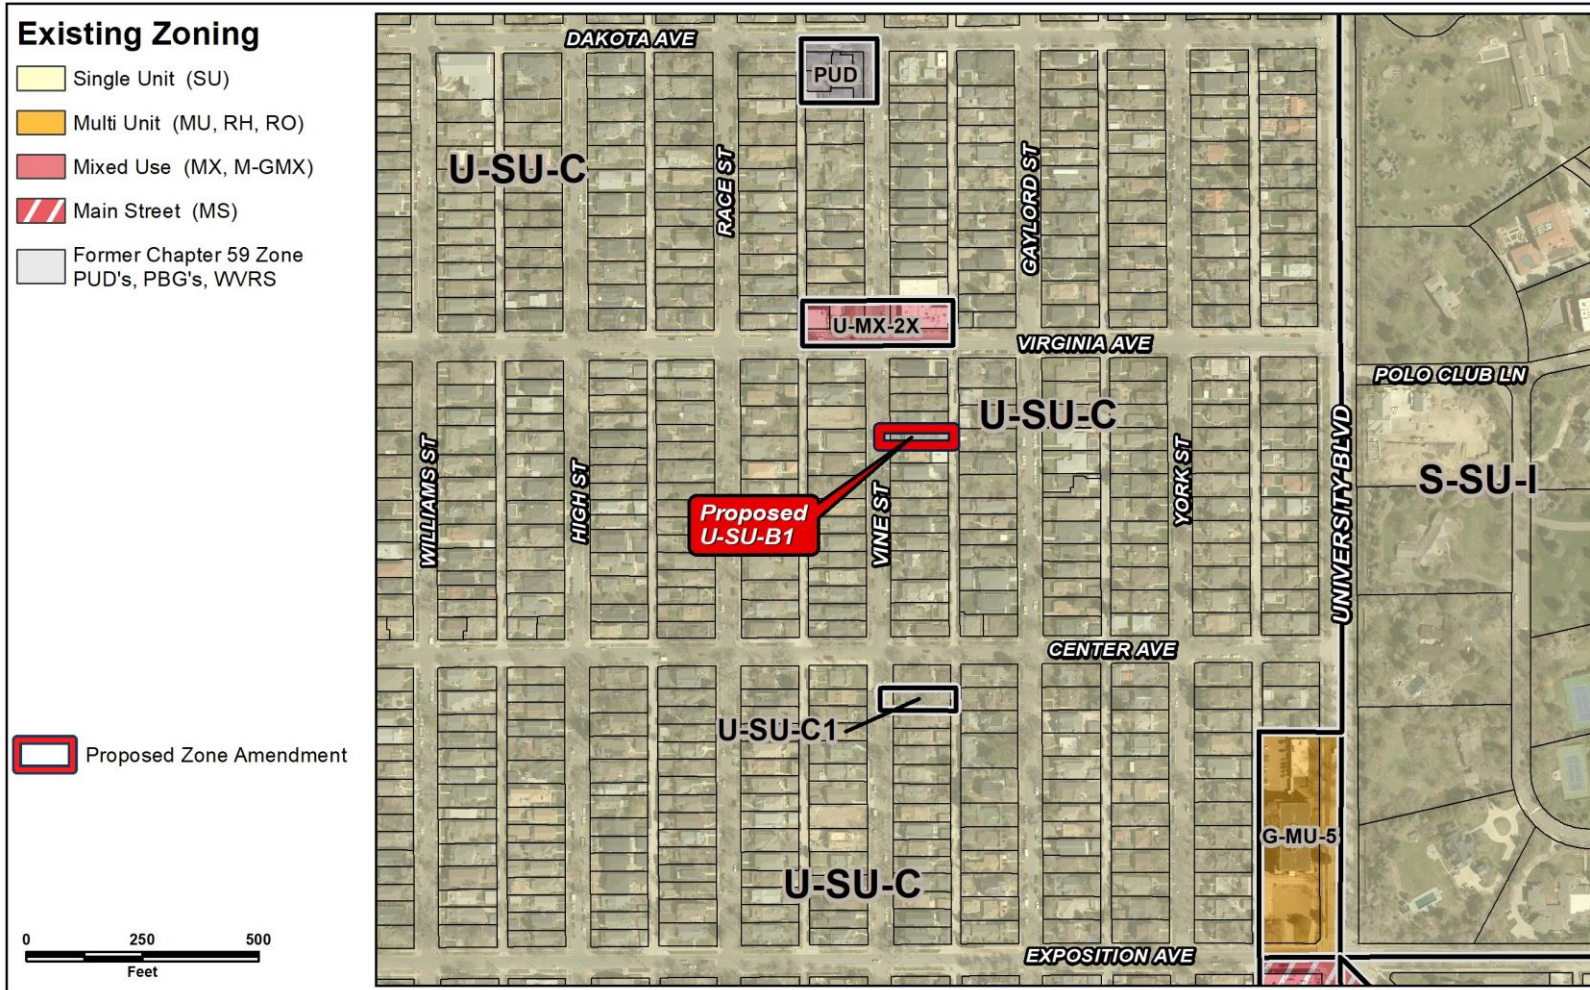 Existing Zoning
Single Unit (SU)
Multi Unit (MU, RH, RO)
Mixed Use (MX, M-GMX)
Main Street (MS)
Former Chapter 59 Zone
PUD's, PBG's, WVRS
Proposed Zone Amendment
0 250 500
Feet
DAKOTA AVE
PUD
U-SU-C
RACE ST
GAYLORD ST
U-MX-2X
VIRGINIA AVE
POLO CLUB LN
U-SU-C
WILLIAMS ST
HIGH ST
Proposed
U-SU-B1
VINE ST
YORK ST
UNIVERSITY BLVD
S-SU-I
CENTER AVE
U-SU-C1
G-MU-5
U-SU-C
EXPOSITION AVE